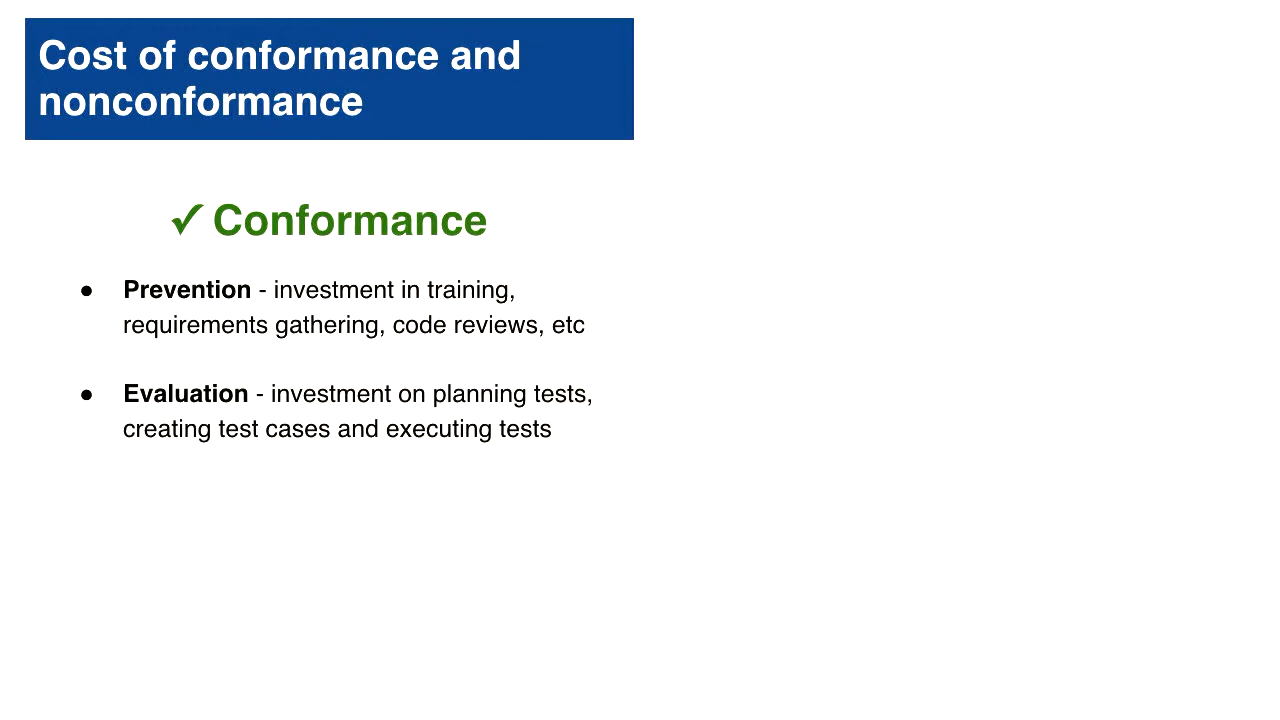 Cost of conformance and
nonconformance
✓ Conformance
● Prevention - investment in training,
requirements gathering, code reviews, etc
● Evaluation - investment on planning tests,
creating test cases and executing tests